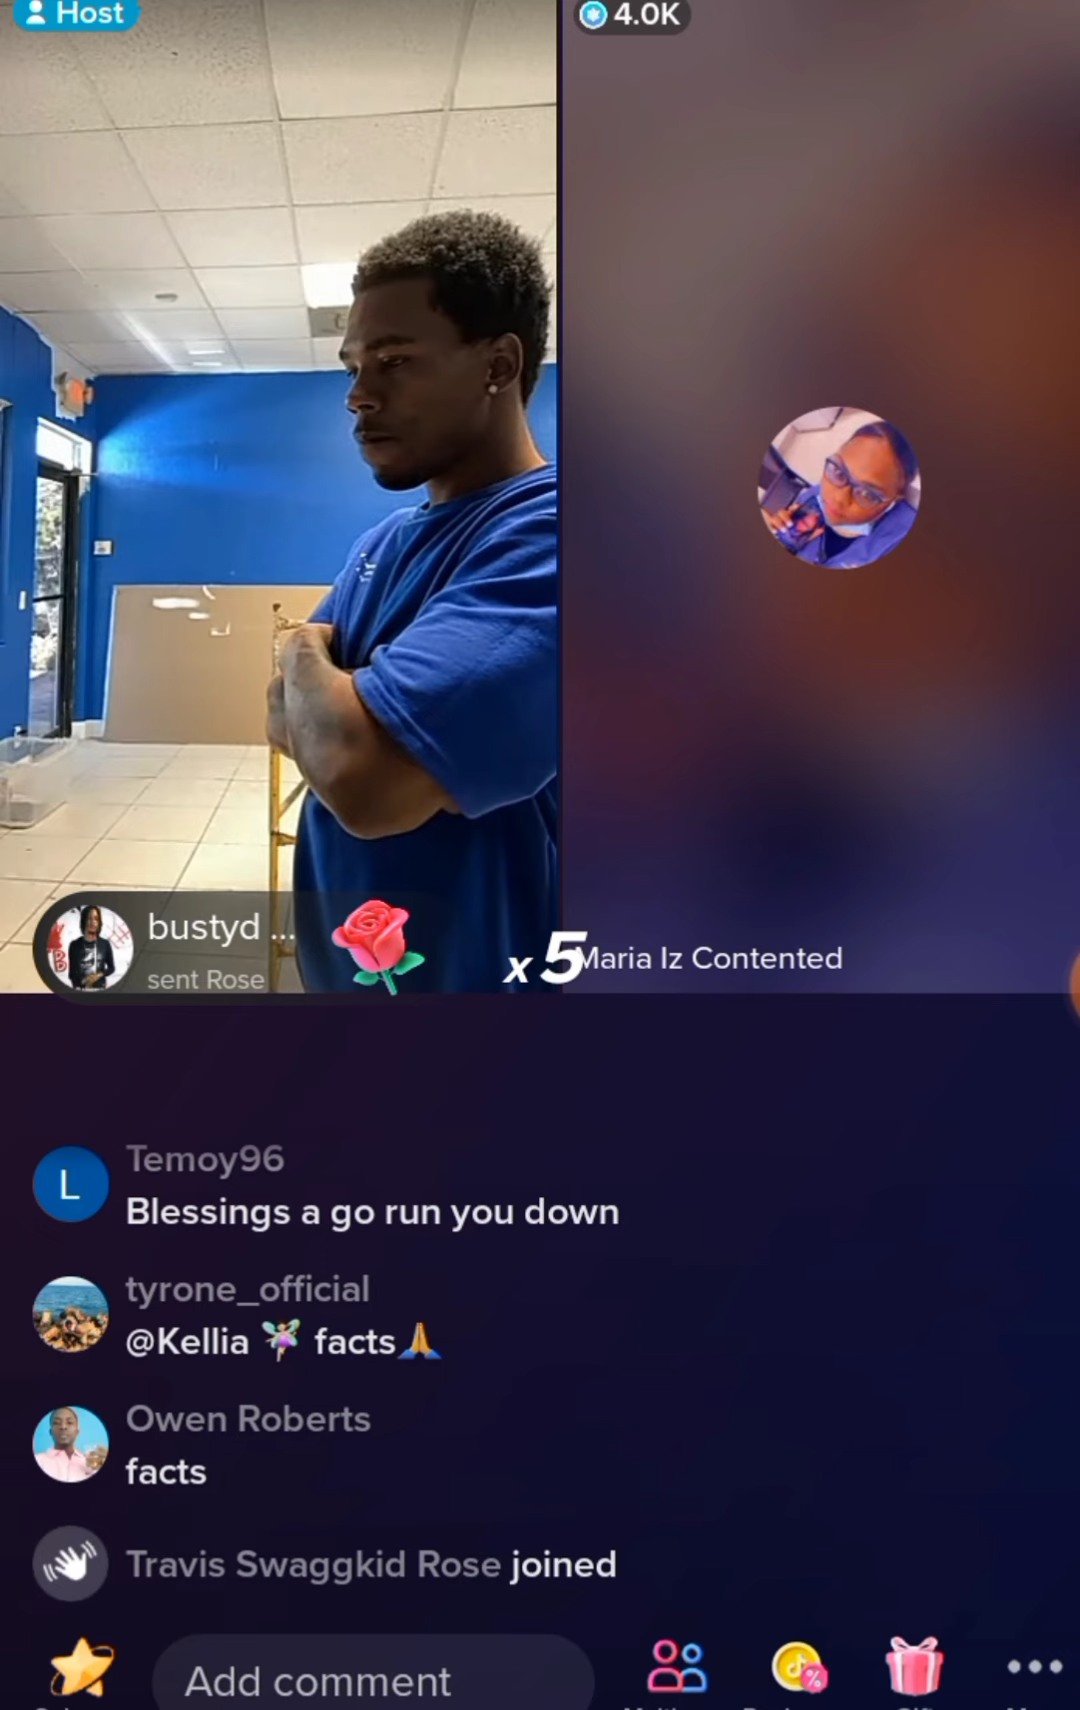 Host
4.0K
bustyd ...
sent Rose
x 5
Maria Iz Contented
L
Temoy96
Blessings a go run you down
tyrone_official
@Kellia 🧚🏼‍♀️ facts🙏
Owen Roberts
facts
Travis Swaggkid Rose joined
Add comment